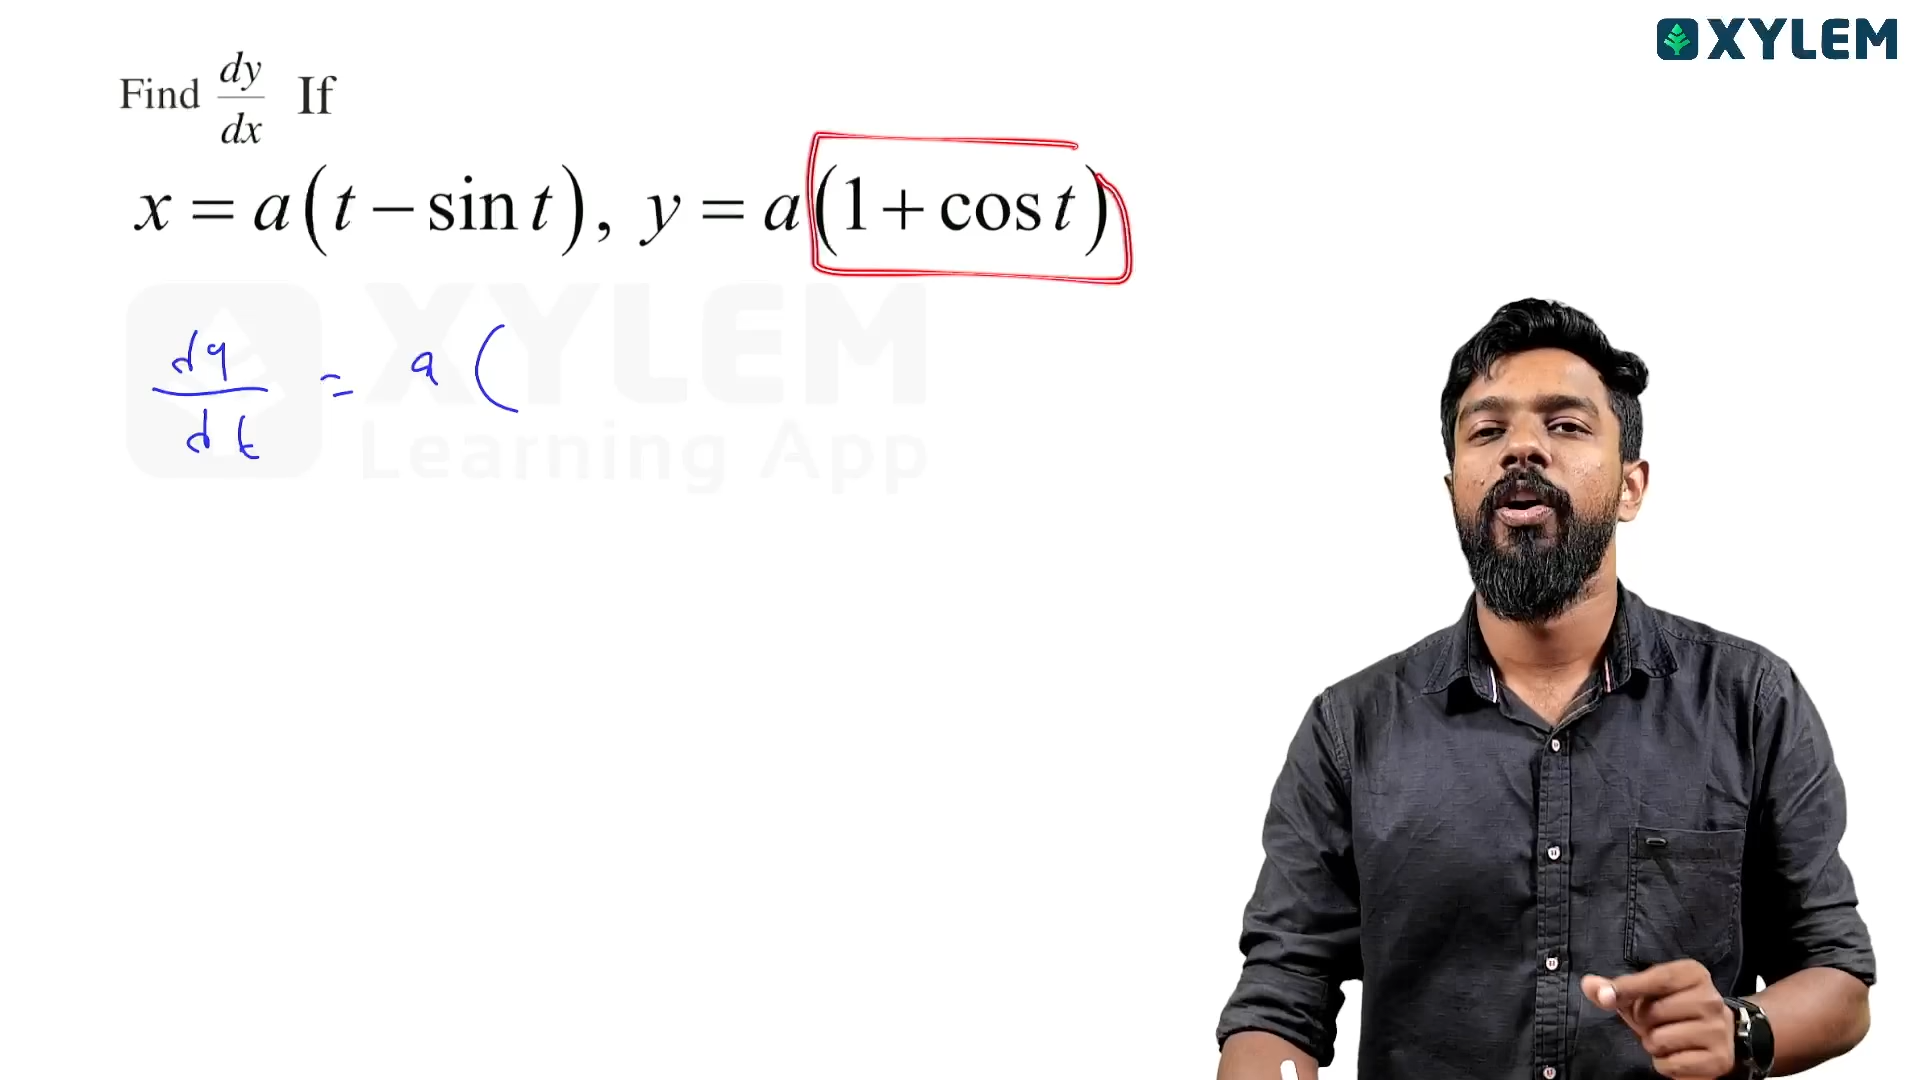 XYLEM
Find dy/dx If
x = a(t − sin t), y = a(1 + cos t)
dy/dt = a (
XYLEM
Learning App